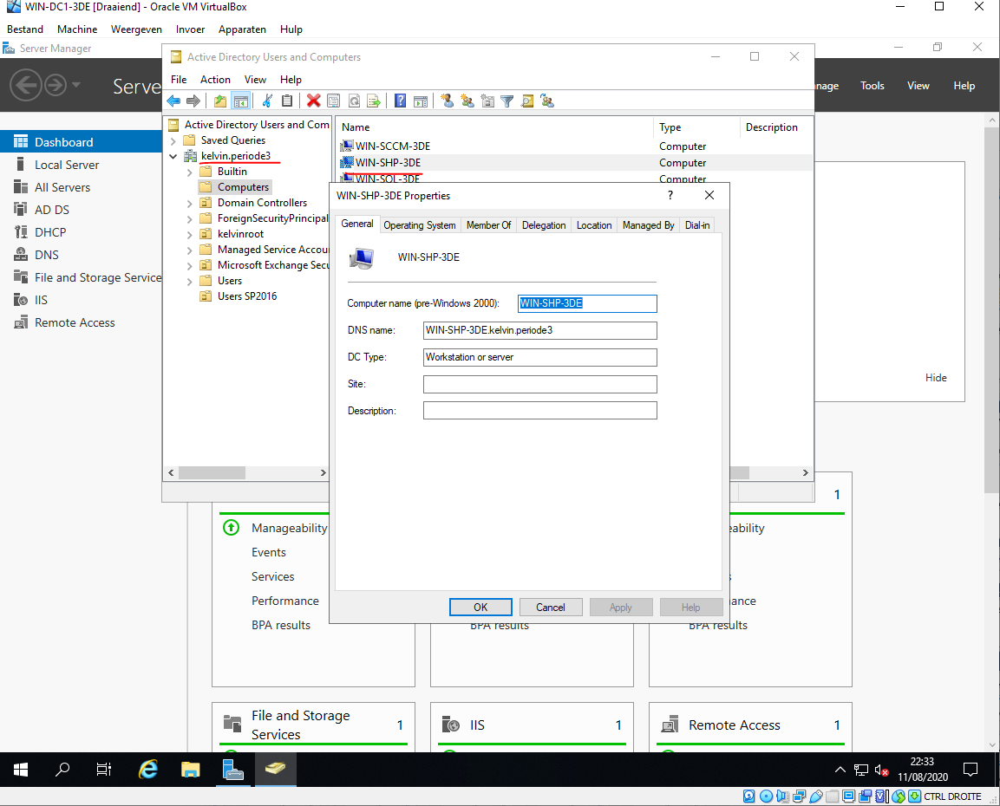 WIN-DC1-3DE [Draaiend] - Oracle VM VirtualBox
Bestand Machine Weergeven Invoer Apparaten Hulp
Server Manager
Serve
nage Tools View Help
Dashboard
Local Server
All Servers
AD DS
DHCP
DNS
File and Storage Service
IIS
Remote Access
Active Directory Users and Computers
File Action View Help
Active Directory Users and Com
Saved Queries
kelvin.periode3
Builtin
Computers
Domain Controllers
ForeignSecurityPrincipal
kelvinroot
Managed Service Accou
Microsoft Exchange Secu
Users
Users SP2016
Name Type Description
WIN-SCCM-3DE Computer
WIN-SHP-3DE Computer
WIN-SQL-3DE Computer
WIN-SHP-3DE Properties
General Operating System Member Of Delegation Location Managed By Dial-in
WIN-SHP-3DE
Computer name (pre-Windows 2000): WIN-SHP-3DE
DNS name: WIN-SHP-3DE.kelvin.periode3
DC Type: Workstation or server
Site:
Description:
OK Cancel Apply Help
Hide
1
Manageability
Events
Services
Performance
BPA results
BPA results
eability
s
ance
BPA results
File and Storage Services 1
IIS 1
Remote Access 1
22:33
11/08/2020
CTRL DROITE